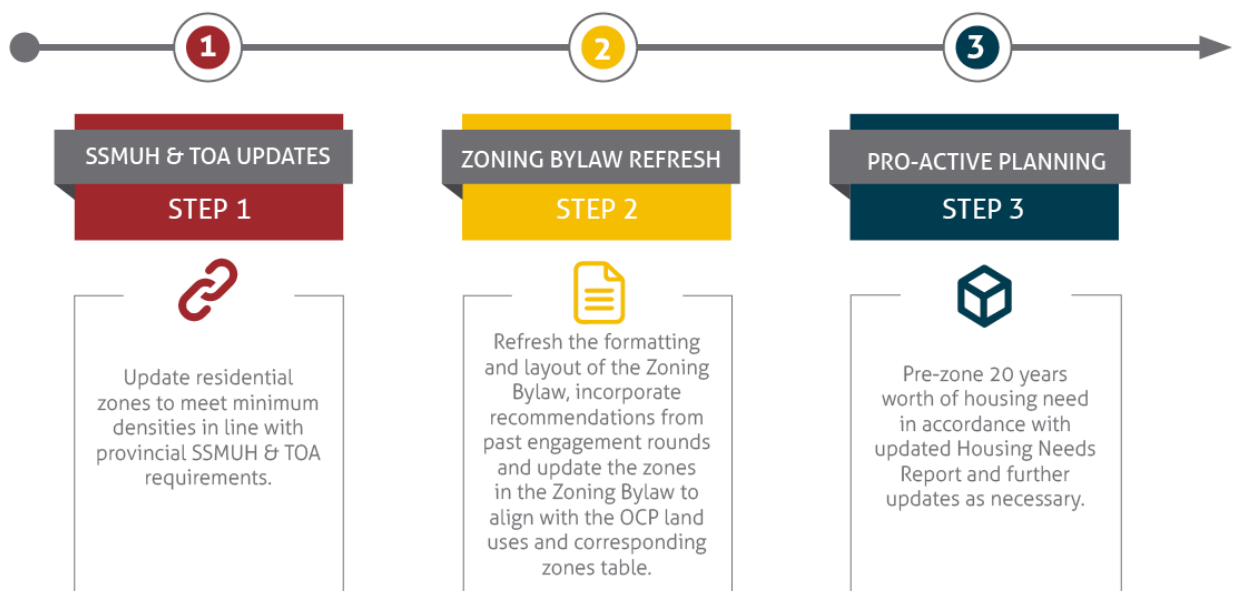 1
2
3
SSMUH & TOA UPDATES
STEP 1
Update residential
zones to meet minimum
densities in line with
provincial SSMUH & TOA
requirements.
ZONING BYLAW REFRESH
STEP 2
Refresh the formatting
and layout of the Zoning
Bylaw, incorporate
recommendations from
past engagement rounds
and update the zones
in the Zoning Bylaw to
align with the OCP land
uses and corresponding
zones table.
PRO-ACTIVE PLANNING
STEP 3
Pre-zone 20 years
worth of housing need
in accordance with
updated Housing Needs
Report and further
updates as necessary.